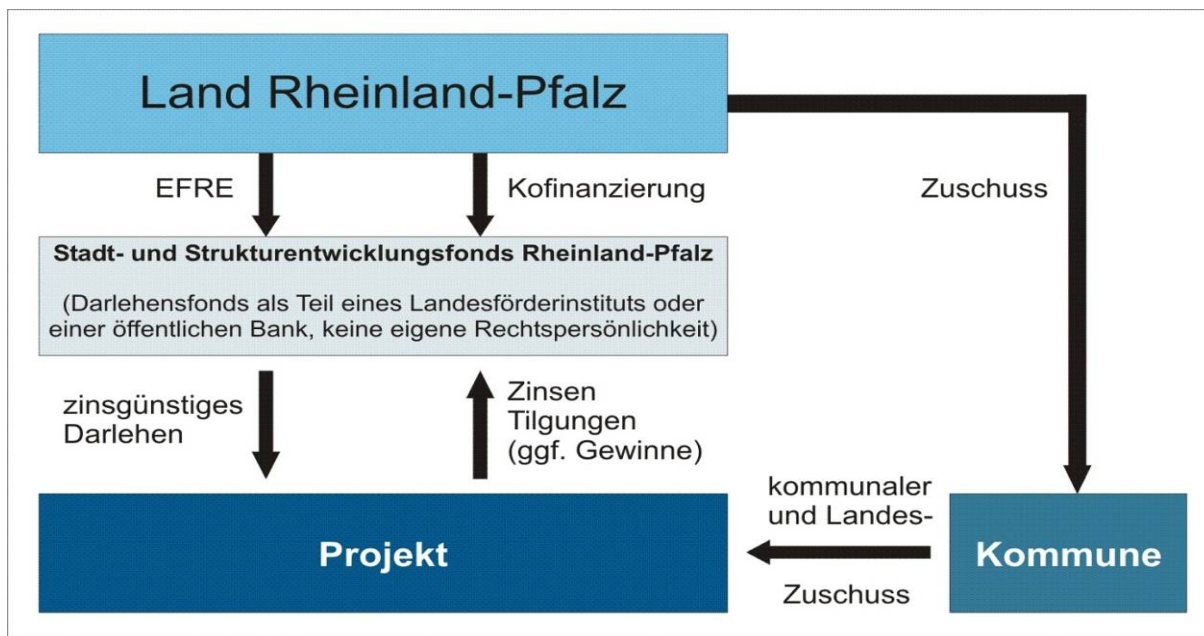 Land Rheinland-Pfalz
EFRE
Kofinanzierung
Zuschuss
Stadt- und Strukturentwicklungsfonds Rheinland-Pfalz
(Darlehensfonds als Teil eines Landesförderinstituts oder
einer öffentlichen Bank, keine eigene Rechtspersönlichkeit)
zinsgünstiges
Darlehen
Zinsen
Tilgungen
(ggf. Gewinne)
Projekt
kommunaler
und Landes-
Zuschuss
Kommune